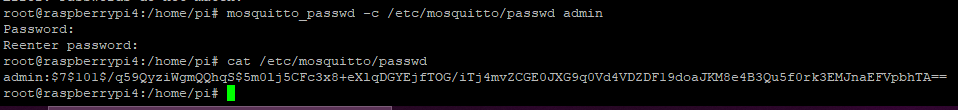 root@raspberrypi4:/home/pi# mosquitto_passwd -c /etc/mosquitto/passwd admin
Password:
Reenter password:
root@raspberrypi4:/home/pi# cat /etc/mosquitto/passwd
admin:$7$101$/q59QyziWgmQQhqS$5m01j5CFc3x8+eX1qDGYEjfTOG/iTj4mvZCGE0JXG9q0Vd4VDZDF19doaJKM8e4B3Qu5f0rk3EMJnaEFVpbhTA==
root@raspberrypi4:/home/pi#